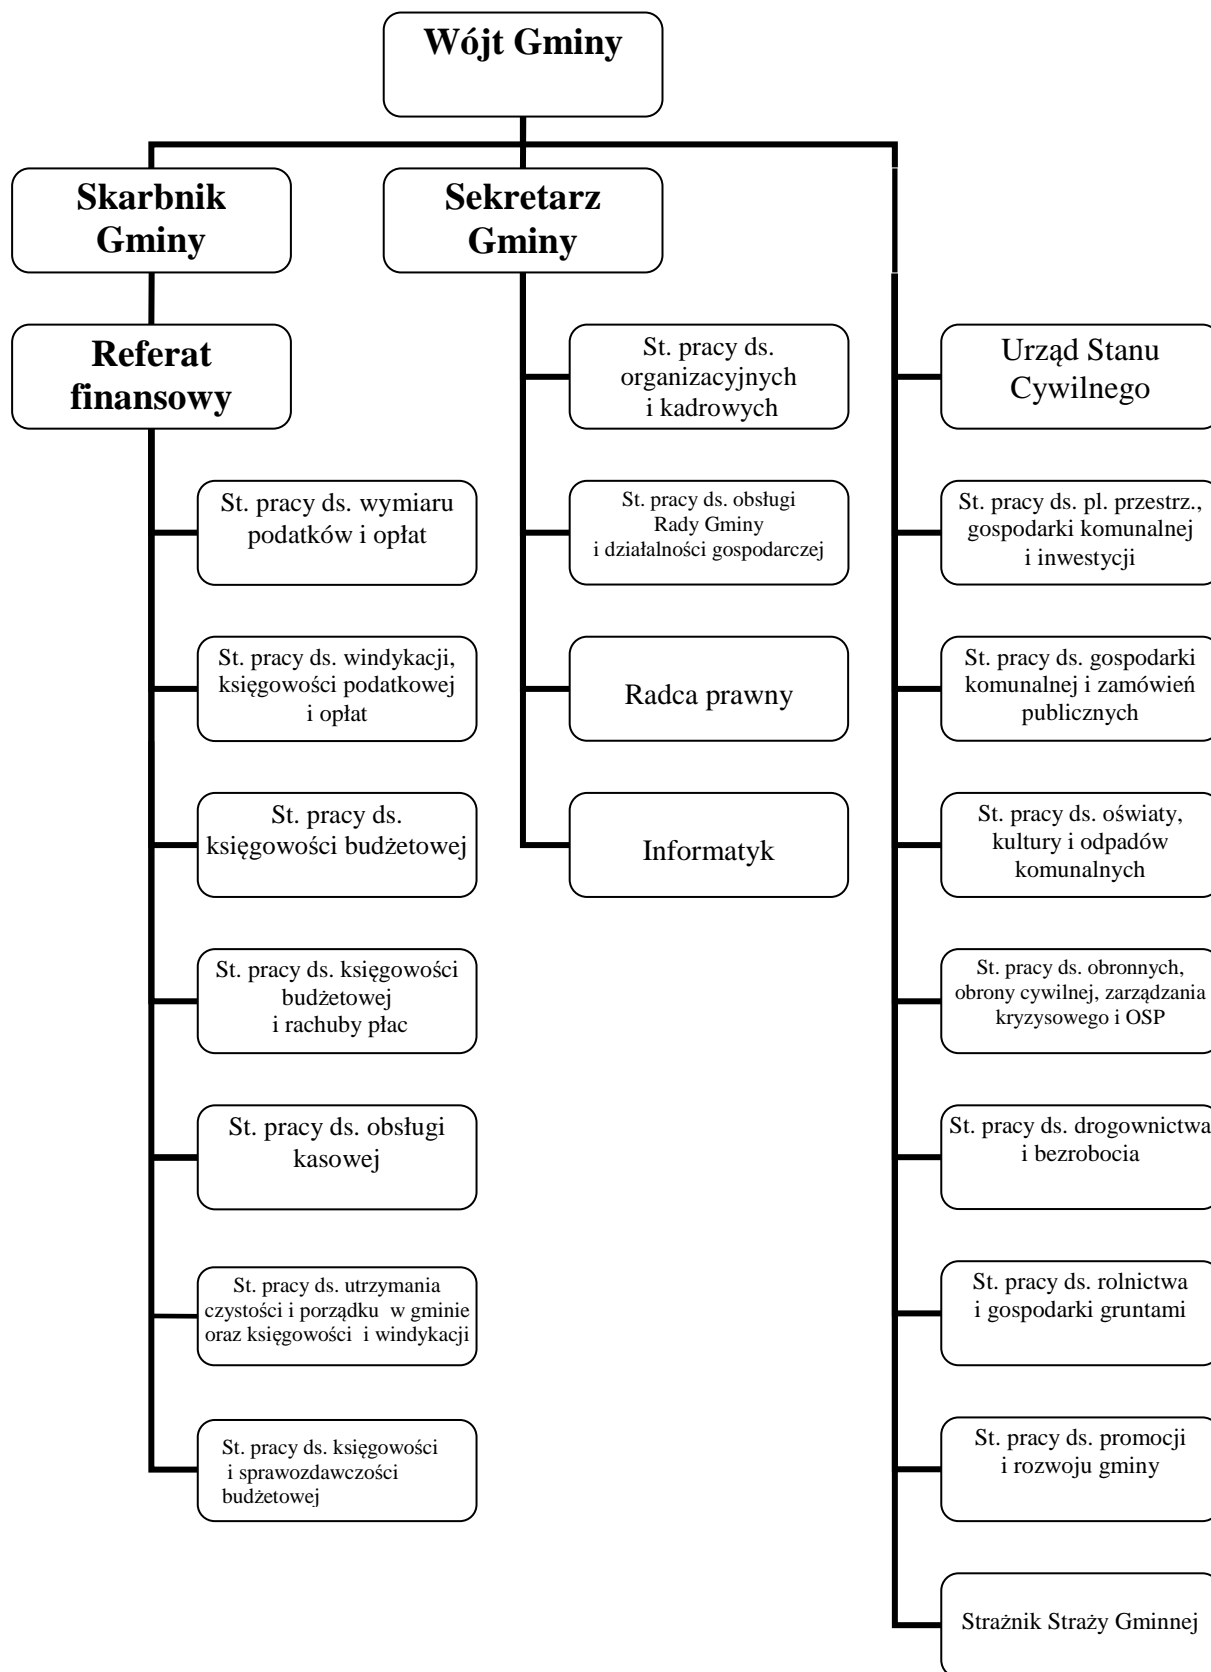 Wójt Gminy
Skarbnik
Gminy
Sekretarz
Gminy
Referat
finansowy
St. pracy ds. wymiaru
podatków i opłat
St. pracy ds. windykacji,
księgowości podatkowej
i opłat
St. pracy ds.
księgowości budżetowej
St. pracy ds. księgowości
budżetowej
i rachuby płac
St. pracy ds. obsługi
kasowej
St. pracy ds. utrzymania
czystości i porządku w gminie
oraz księgowości i windykacji
St. pracy ds. księgowości
i sprawozdawczości
budżetowej
St. pracy ds.
organizacyjnych
i kadrowych
St. pracy ds. obsługi
Rady Gminy
i działalności gospodarczej
Radca prawny
Informatyk
Urząd Stanu
Cywilnego
St. pracy ds. pl. przestrz.,
gospodarki komunalnej
i inwestycji
St. pracy ds. gospodarki
komunalnej i zamówień
publicznych
St. pracy ds. oświaty,
kultury i odpadów
komunalnych
St. pracy ds. obronnych,
obrony cywilnej, zarządzania
kryzysowego i OSP
St. pracy ds. drogownictwa
i bezrobocia
St. pracy ds. rolnictwa
i gospodarki gruntami
St. pracy ds. promocji
i rozwoju gminy
Strażnik Straży Gminnej